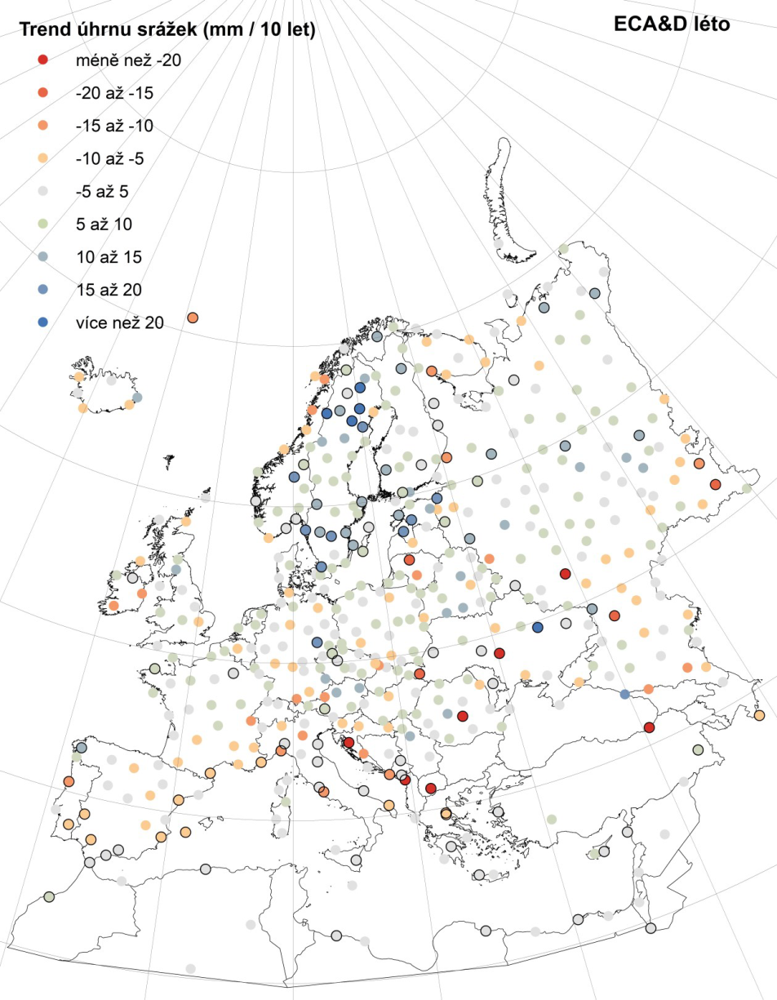 Trend úhrnu srážek (mm / 10 let)
ECA&D léto
méně než -20
-20 až -15
-15 až -10
-10 až -5
-5 až 5
5 až 10
10 až 15
15 až 20
více než 20